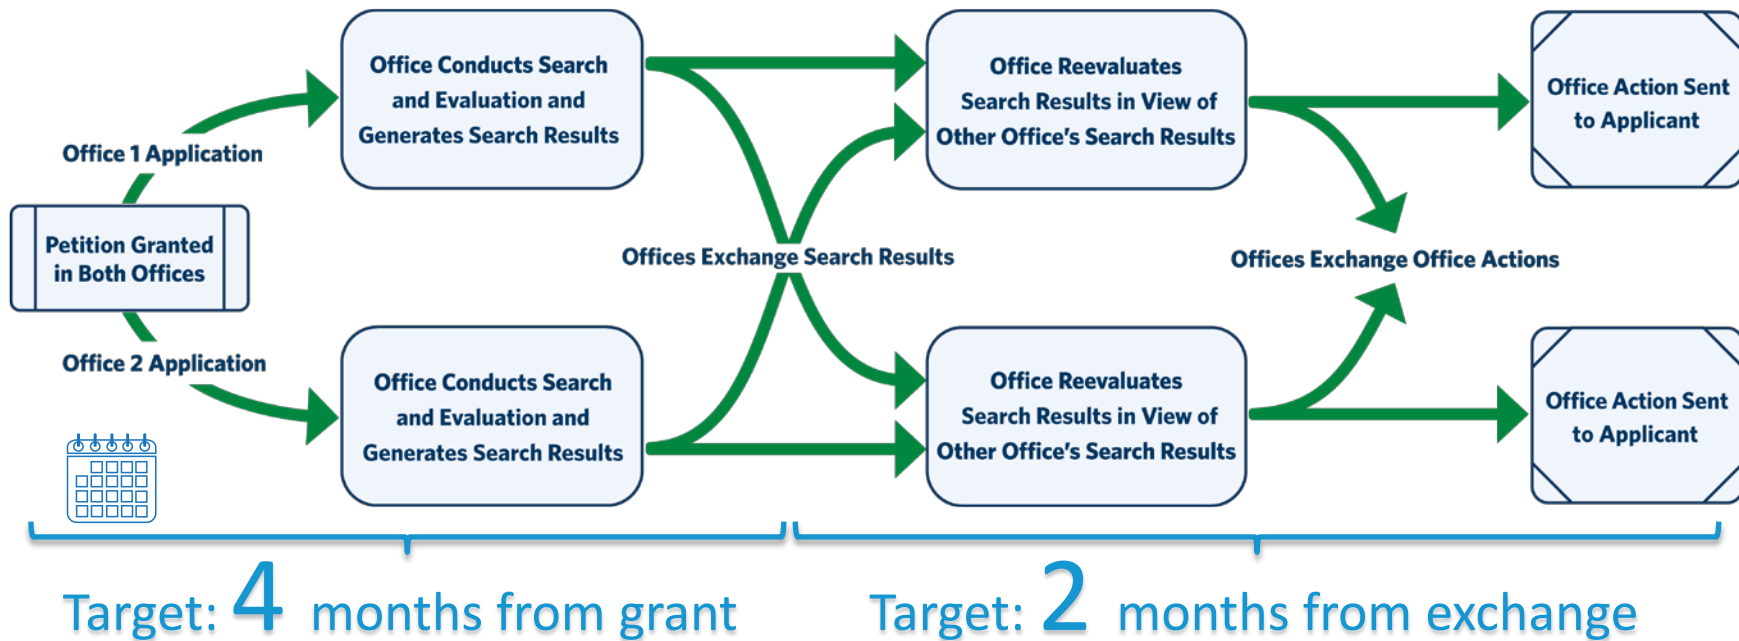 Office Conducts Search
and Evaluation and
Generates Search Results
Office Reevaluates
Search Results in View of
Other Office's Search Results
Office Action Sent
to Applicant
Office 1 Application
Petition Granted
in Both Offices
Offices Exchange Search Results
Offices Exchange Office Actions
Office 2 Application
Office Conducts Search
and Evaluation and
Generates Search Results
Office Reevaluates
Search Results in View of
Other Office's Search Results
Office Action Sent
to Applicant
Target: 4 months from grant
Target: 2 months from exchange